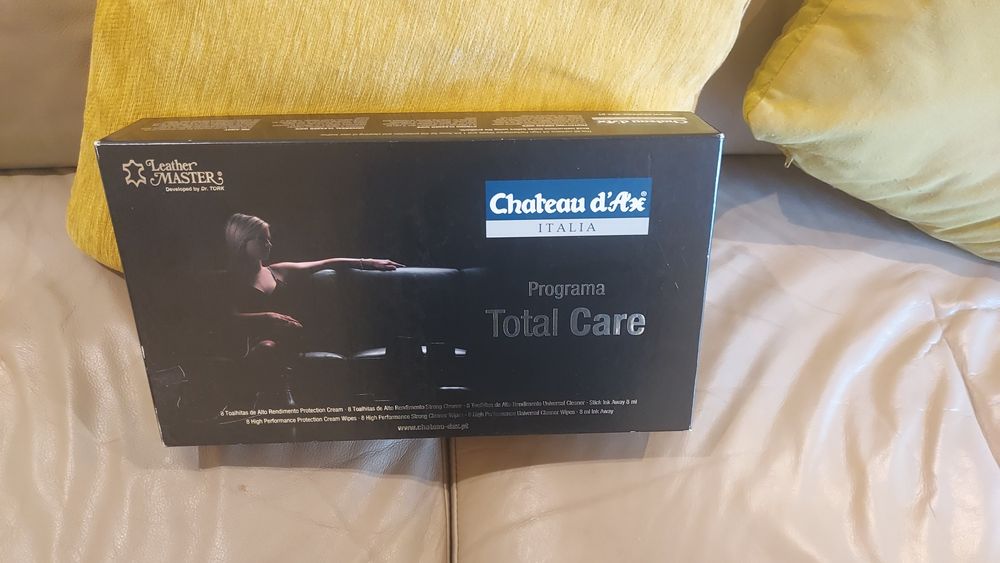 Chateau d'Ax
Leather
MASTER®
Developed by Dr. TORK
Chateau d'Ax®
ITALIA
Programa
Total Care
8 Toalhitas de Alto Rendimento Protection Cream - 8 Toalhitas de Alto Rendimento Strong Cleaner - 8 Toalhitas de Alto Rendimento Universal Cleaner - Stick Ink Away 8 ml
8 High Performance Protection Cream Wipes - 8 High Performance Strong Cleaner Wipes - 8 High Performance Universal Cleaner Wipes - 8 ml Ink Away
www.chateau-dax.pt